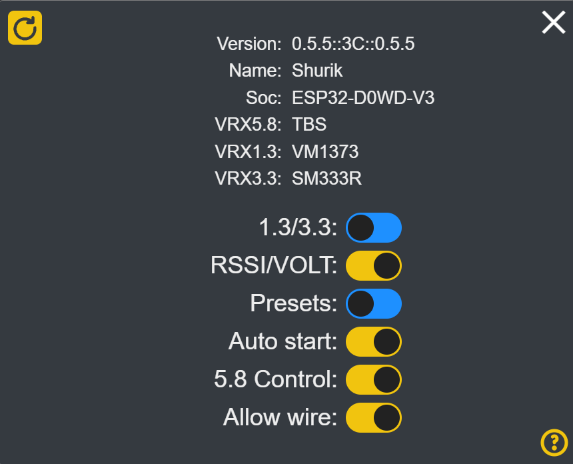 Version: 0.5.5::3C::0.5.5
Name: Shurik
Soc: ESP32-D0WD-V3
VRX5.8: TBS
VRX1.3: VM1373
VRX3.3: SM333R
1.3/3.3:
RSSI/VOLT:
Presets:
Auto start:
5.8 Control:
Allow wire:
?